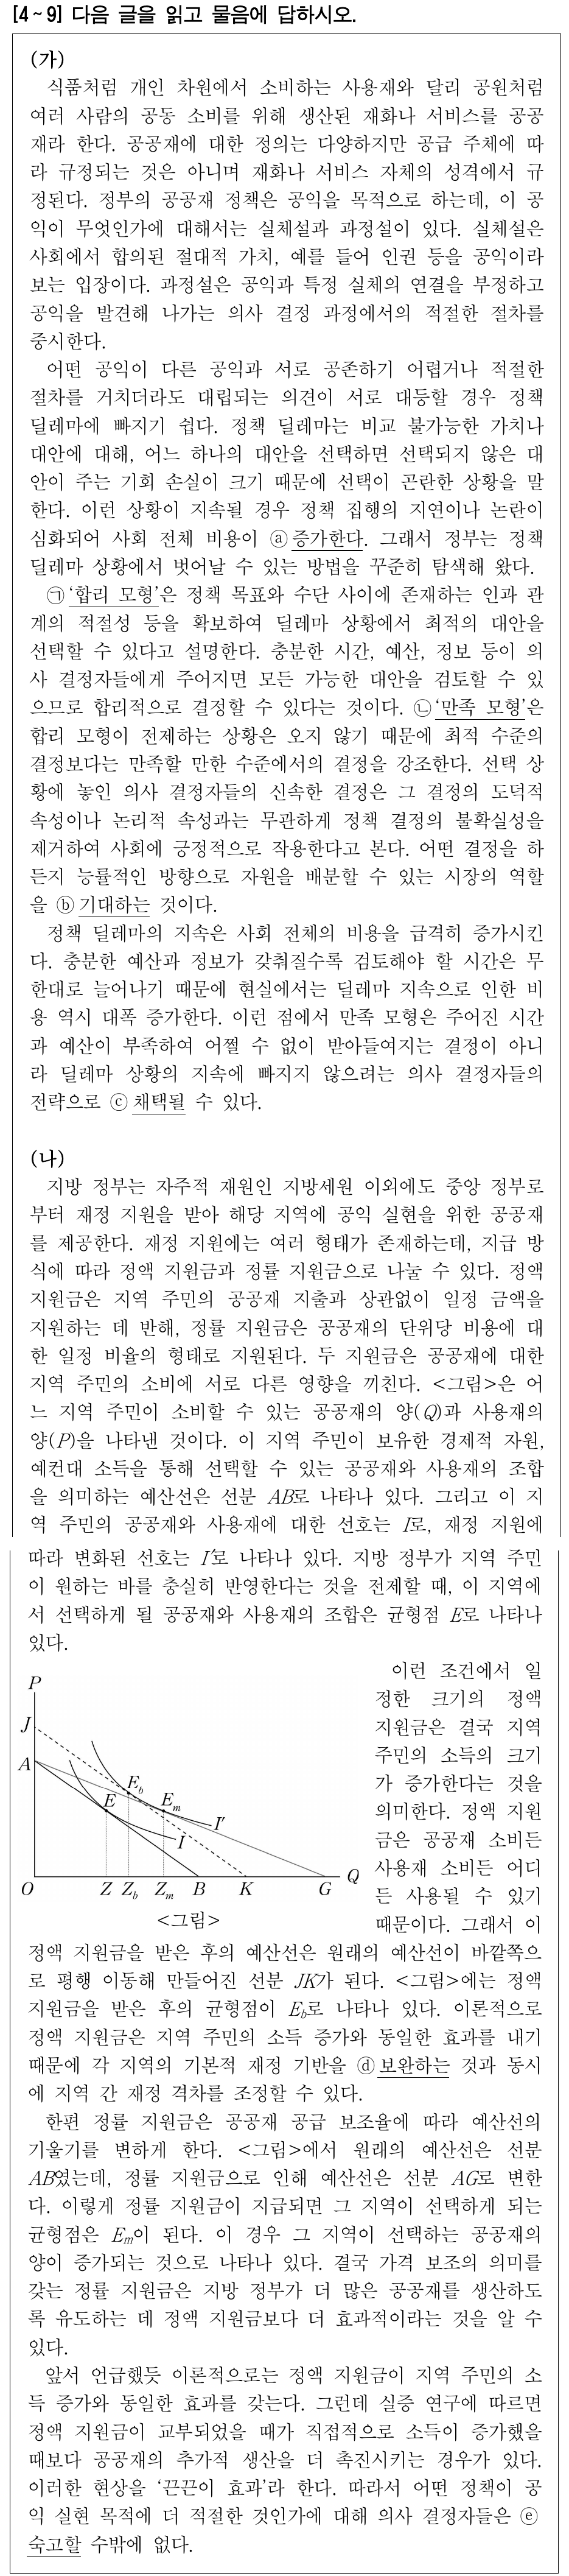 [4~9] 다음 글을 읽고 물음에 답하시오.
(가)
식품처럼 개인 차원에서 소비하는 사용재와 달리 공원처럼
여러 사람의 공동 소비를 위해 생산된 재화나 서비스를 공공
재라 한다. 공공재에 대한 정의는 다양하지만 공급 주체에 따
라 규정되는 것은 아니며 재화나 서비스 자체의 성격에서 규
정된다. 정부의 공공재 정책은 공익을 목적으로 하는데, 이 공
익이 무엇인가에 대해서는 실체설과 과정설이 있다. 실체설은
사회에서 합의된 절대적 가치, 예를 들어 인권 등을 공익이라
보는 입장이다. 과정설은 공익과 특정 실체의 연결을 부정하고
공익을 발견해 나가는 의사 결정 과정에서의 적절한 절차를
중시한다.
어떤 공익이 다른 공익과 서로 공존하기 어렵거나 적절한
절차를 거치더라도 대립되는 의견이 서로 대등할 경우 정책
딜레마에 빠지기 쉽다. 정책 딜레마는 비교 불가능한 가치나
대안에 대해, 어느 하나의 대안을 선택하면 선택되지 않은 대
안이 주는 기회 손실이 크기 때문에 선택이 곤란한 상황을 말
한다. 이런 상황이 지속될 경우 정책 집행의 지연이나 논란이
심화되어 사회 전체 비용이 ⓐ증가한다. 그래서 정부는 정책
딜레마 상황에서 벗어날 수 있는 방법을 꾸준히 탐색해 왔다.
㉠‘합리 모형’은 정책 목표와 수단 사이에 존재하는 인과 관
계의 적절성 등을 확보하여 딜레마 상황에서 최적의 대안을
선택할 수 있다고 설명한다. 충분한 시간, 예산, 정보 등이 의
사 결정자들에게 주어지면 모든 가능한 대안을 검토할 수 있
으므로 합리적으로 결정할 수 있다는 것이다. ㉡‘만족 모형’은
합리 모형이 전제하는 상황은 오지 않기 때문에 최적 수준의
결정보다는 만족할 만한 수준에서의 결정을 강조한다. 선택 상
황에 놓인 의사 결정자들의 신속한 결정은 그 결정의 도덕적
속성이나 논리적 속성과는 무관하게 정책 결정의 불확실성을
제거하여 사회에 긍정적으로 작용한다고 본다. 어떤 결정을 하
든지 능률적인 방향으로 자원을 배분할 수 있는 시장의 역할
을 ⓑ기대하는 것이다.
정책 딜레마의 지속은 사회 전체의 비용을 급격히 증가시킨
다. 충분한 예산과 정보가 갖춰질수록 검토해야 할 시간은 무
한대로 늘어나기 때문에 현실에서는 딜레마 지속으로 인한 비
용 역시 대폭 증가한다. 이런 점에서 만족 모형은 주어진 시간
과 예산이 부족하여 어쩔 수 없이 받아들여지는 결정이 아니
라 딜레마 상황의 지속에 빠지지 않으려는 의사 결정자들의
전략으로 ⓒ채택될 수 있다.
(나)
지방 정부는 자주적 재원인 지방세원 이외에도 중앙 정부로
부터 재정 지원을 받아 해당 지역에 공익 실현을 위한 공공재
를 제공한다. 재정 지원에는 여러 형태가 존재하는데, 지급 방
식에 따라 정액 지원금과 정률 지원금으로 나눌 수 있다. 정액
지원금은 지역 주민의 공공재 지출과 상관없이 일정 금액을
지원하는 데 반해, 정률 지원금은 공공재의 단위당 비용에 대
한 일정 비율의 형태로 지원된다. 두 지원금은 공공재에 대한
지역 주민의 소비에 서로 다른 영향을 끼친다. <그림>은 어
느 지역 주민이 소비할 수 있는 공공재의 양(Q)과 사용재의
양(P)을 나타낸 것이다. 이 지역 주민이 보유한 경제적 자원,
예컨대 소득을 통해 선택할 수 있는 공공재와 사용재의 조합
을 의미하는 예산선은 선분 AB로 나타나 있다. 그리고 이 지
역 주민의 공공재와 사용재에 대한 선호는 I로, 재정 지원에
따라 변화된 선호는 I′로 나타나 있다. 지방 정부가 지역 주민
이 원하는 바를 충실히 반영한다는 것을 전제할 때, 이 지역에
서 선택하게 될 공공재와 사용재의 조합은 균형점 E로 나타나
있다.
P
J
A
E
E_b
E_m
I′
I
O
Z
Z_b
Z_m
B
K
G
Q
<그림>
이런 조건에서 일
정한 크기의 정액
지원금은 결국 지역
주민의 소득의 크기
가 증가한다는 것을
의미한다. 정액 지원
금은 공공재 소비든
사용재 소비든 어디
든 사용될 수 있기
때문이다. 그래서 이
정액 지원금을 받은 후의 예산선은 원래의 예산선이 바깥쪽으
로 평행 이동해 만들어진 선분 JK가 된다. <그림>에는 정액
지원금을 받은 후의 균형점이 E_b로 나타나 있다. 이론적으로
정액 지원금은 지역 주민의 소득 증가와 동일한 효과를 내기
때문에 각 지역의 기본적 재정 기반을 ⓓ보완하는 것과 동시
에 지역 간 재정 격차를 조정할 수 있다.
한편 정률 지원금은 공공재 공급 보조율에 따라 예산선의
기울기를 변하게 한다. <그림>에서 원래의 예산선은 선분
AB였는데, 정률 지원금으로 인해 예산선은 선분 AG로 변한
다. 이렇게 정률 지원금이 지급되면 그 지역이 선택하게 되는
균형점은 E_m이 된다. 이 경우 그 지역이 선택하는 공공재의
양이 증가되는 것으로 나타나 있다. 결국 가격 보조의 의미를
갖는 정률 지원금은 지방 정부가 더 많은 공공재를 생산하도
록 유도하는 데 정액 지원금보다 더 효과적이라는 것을 알 수
있다.
앞서 언급했듯 이론적으로는 정액 지원금이 지역 주민의 소
득 증가와 동일한 효과를 갖는다. 그런데 실증 연구에 따르면
정액 지원금이 교부되었을 때가 직접적으로 소득이 증가했을
때보다 공공재의 추가적 생산을 더 촉진시키는 경우가 있다.
이러한 현상을 ‘끈끈이 효과’라 한다. 따라서 어떤 정책이 공
익 실현 목적에 더 적절한 것인가에 대해 의사 결정자들은 ⓔ
숙고할 수밖에 없다.